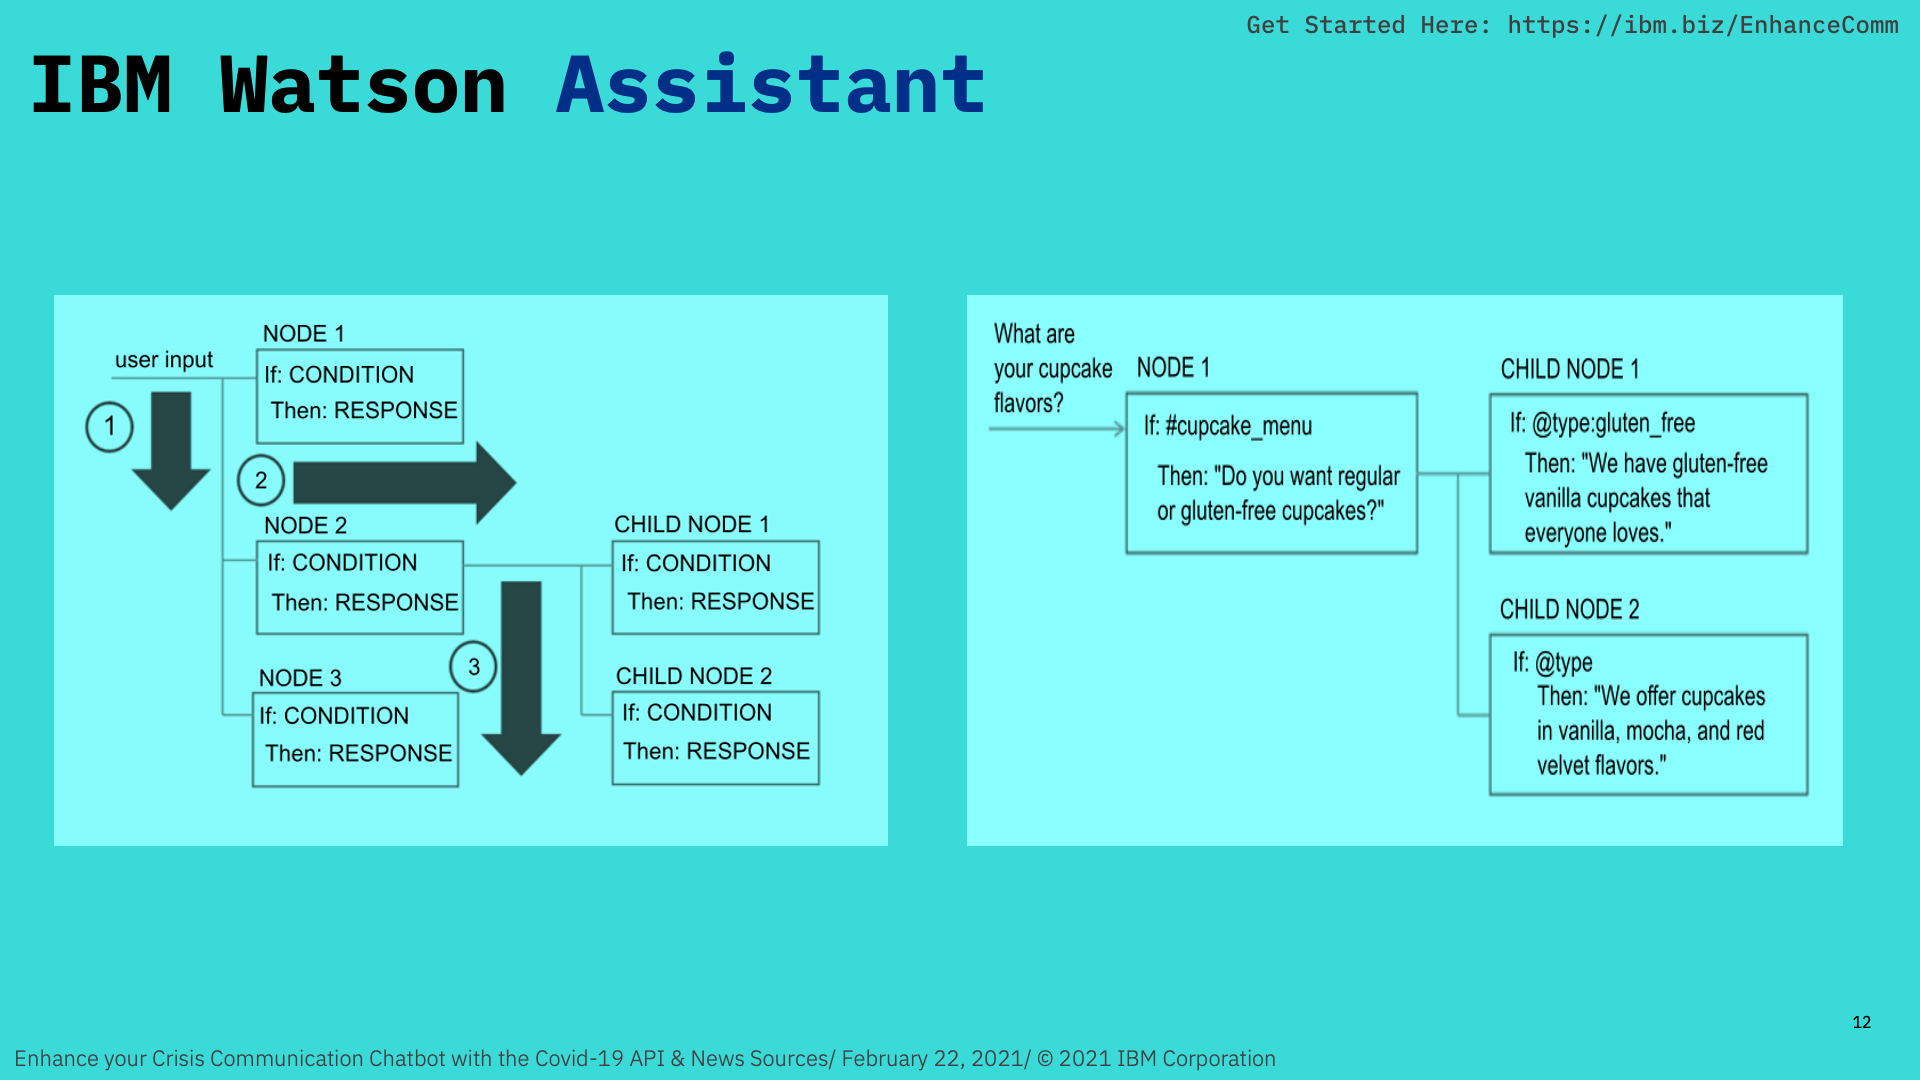 Get Started Here: https://ibm.biz/EnhanceComm
IBM Watson Assistant
user input
NODE 1
If: CONDITION
Then: RESPONSE
1
2
NODE 2
If: CONDITION
Then: RESPONSE
CHILD NODE 1
If: CONDITION
Then: RESPONSE
3
NODE 3
If: CONDITION
Then: RESPONSE
CHILD NODE 2
If: CONDITION
Then: RESPONSE
What are
your cupcake
flavors?
NODE 1
If: #cupcake_menu
Then: "Do you want regular
or gluten-free cupcakes?"
CHILD NODE 1
If: @type:gluten_free
Then: "We have gluten-free
vanilla cupcakes that
everyone loves."
CHILD NODE 2
If: @type
Then: "We offer cupcakes
in vanilla, mocha, and red
velvet flavors."
12
Enhance your Crisis Communication Chatbot with the Covid-19 API & News Sources/ February 22, 2021/ © 2021 IBM Corporation